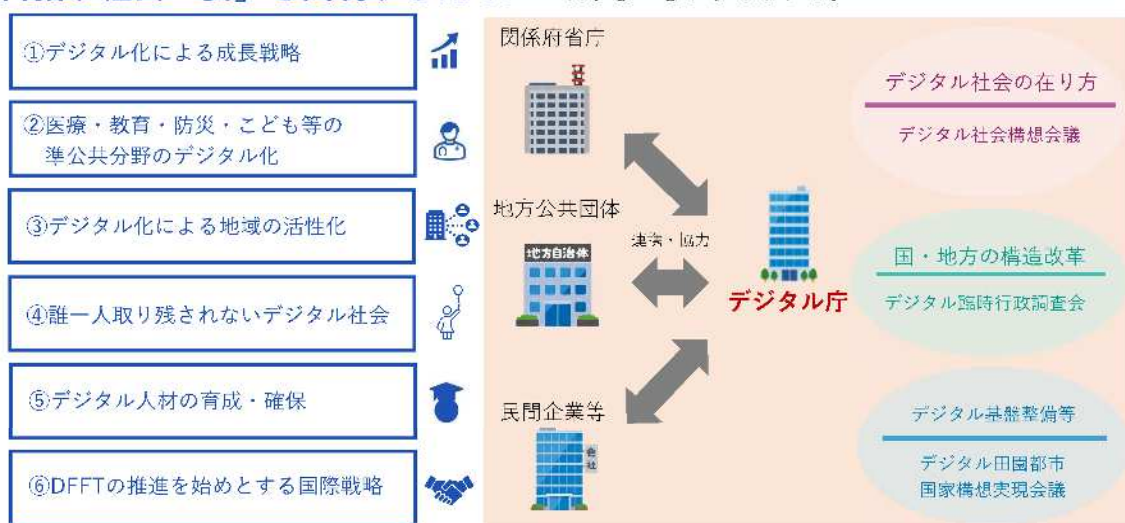 ①デジタル化による成長戦略
②医療・教育・防災・こども等の
準公共分野のデジタル化
③デジタル化による地域の活性化
④誰一人取り残されないデジタル社会
⑤デジタル人材の育成・確保
⑥DFFTの推進を始めとする国際戦略
関係府省庁
地方公共団体
地方自治体
民間企業等
会社
連携・協力
デジタル庁
デジタル社会の在り方
デジタル社会構想会議
国・地方の構造改革
デジタル臨時行政調査会
デジタル基盤整備等
デジタル田園都市
国家構想実現会議